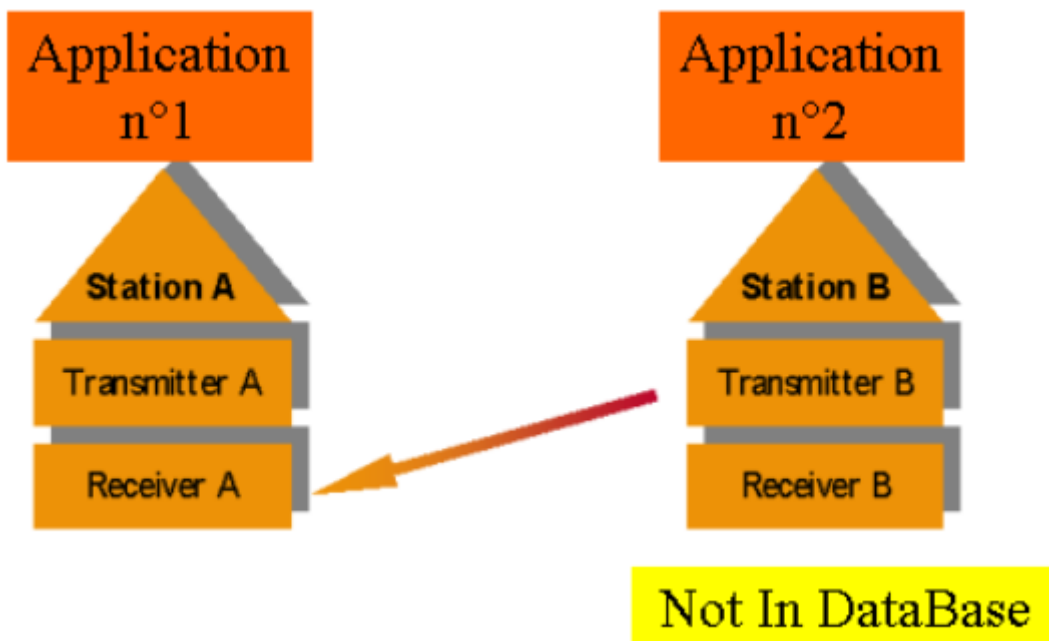 Application
n°1
Station A
Transmitter A
Receiver A
Application
n°2
Station B
Transmitter B
Receiver B
Not In DataBase